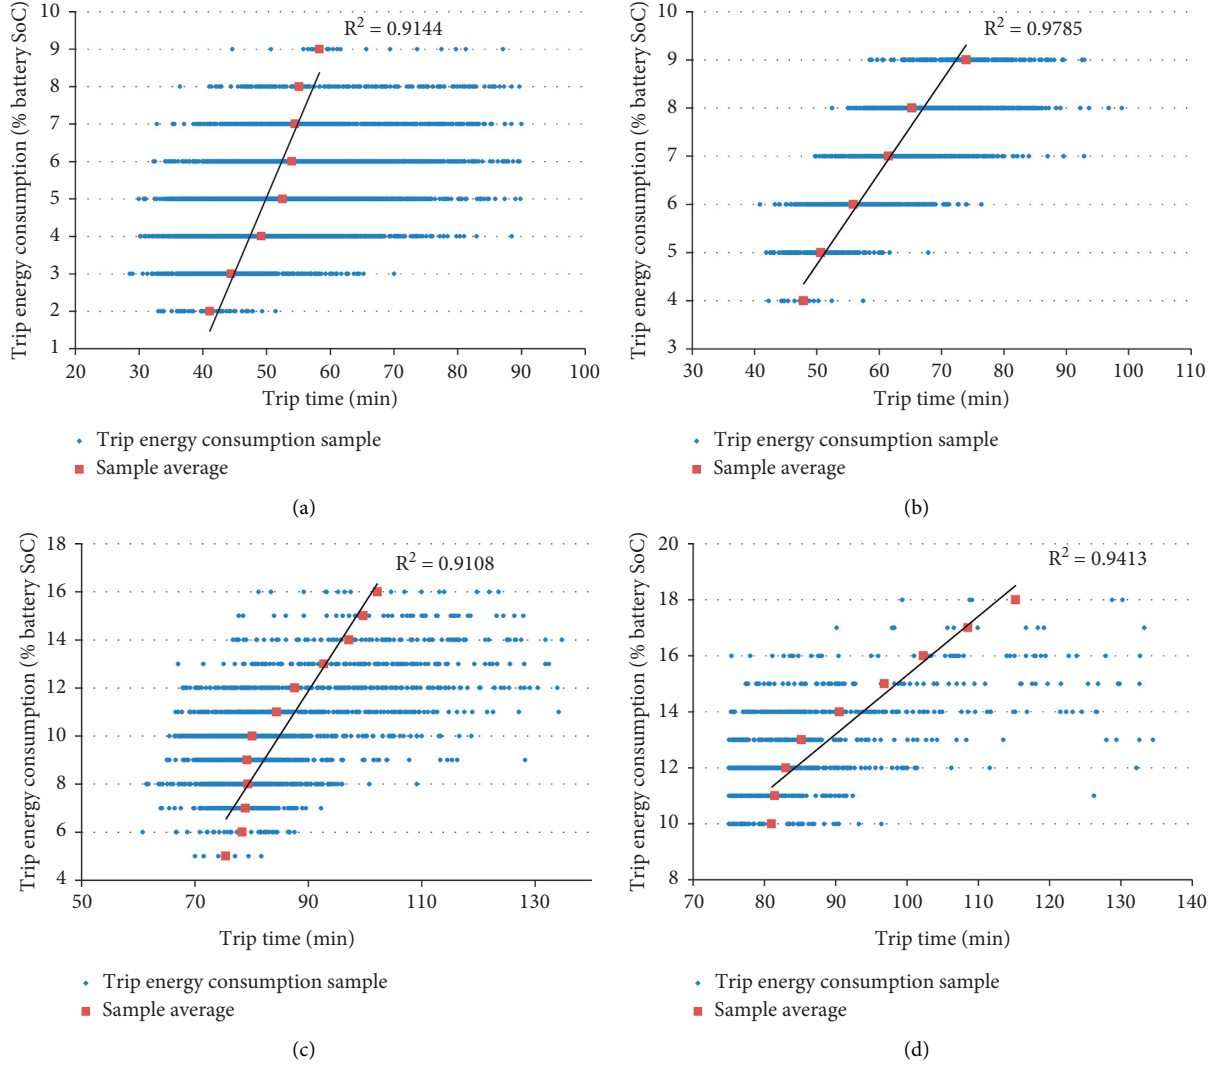 Trip energy consumption (% battery SoC)
10
9
8
7
6
5
4
3
2
1
R² = 0.9144
20 30 40 50 60 70 80 90 100
Trip time (min)
Trip energy consumption sample
Sample average
(a)
Trip energy consumption (% battery SoC)
10
9
8
7
6
5
4
3
R² = 0.9785
30 40 50 60 70 80 90 100 110
Trip time (min)
Trip energy consumption sample
Sample average
(b)
Trip energy consumption (% battery SoC)
18
16
14
12
10
8
6
4
R² = 0.9108
50 70 90 110 130
Trip time (min)
Trip energy consumption sample
Sample average
(c)
Trip energy consumption (% battery SoC)
20
18
16
14
12
10
8
R² = 0.9413
70 80 90 100 110 120 130 140
Trip time (min)
Trip energy consumption sample
Sample average
(d)